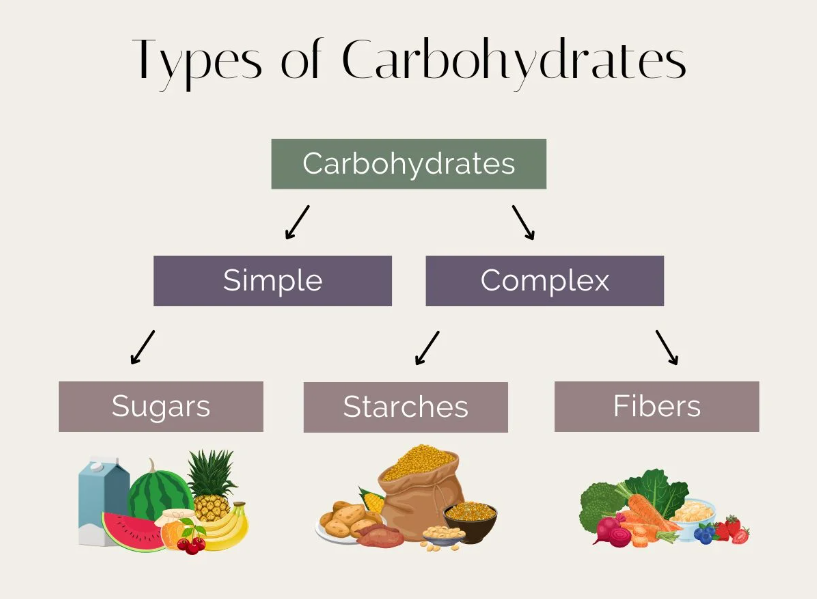 Types of Carbohydrates
Carbohydrates
Simple
Complex
Sugars
Starches
Fibers